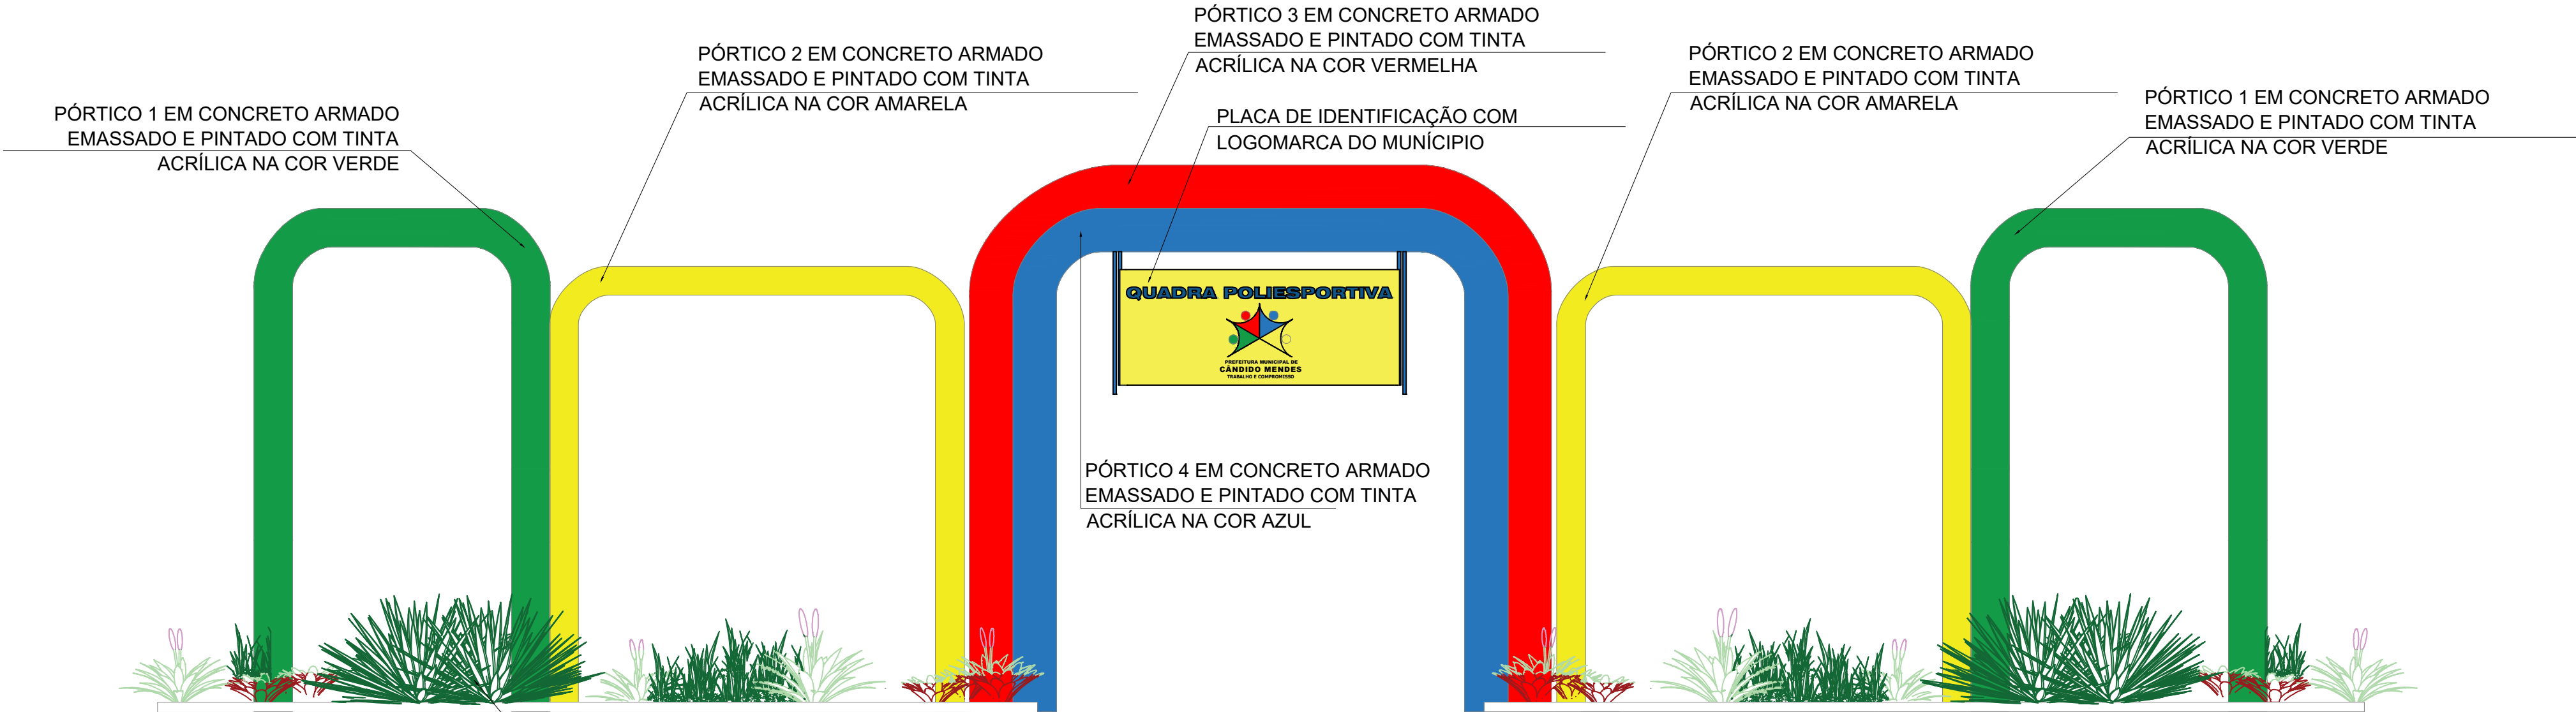 PÓRTICO 1 EM CONCRETO ARMADO
EMASSADO E PINTADO COM TINTA
ACRÍLICA NA COR VERDE
PÓRTICO 2 EM CONCRETO ARMADO
EMASSADO E PINTADO COM TINTA
ACRÍLICA NA COR AMARELA
PÓRTICO 3 EM CONCRETO ARMADO
EMASSADO E PINTADO COM TINTA
ACRÍLICA NA COR VERMELHA
PLACA DE IDENTIFICAÇÃO COM
LOGOMARCA DO MUNÍCIPIO
PÓRTICO 2 EM CONCRETO ARMADO
EMASSADO E PINTADO COM TINTA
ACRÍLICA NA COR AMARELA
PÓRTICO 1 EM CONCRETO ARMADO
EMASSADO E PINTADO COM TINTA
ACRÍLICA NA COR VERDE
QUADRA POLIESPORTIVA
PREFEITURA MUNICIPAL DE
CÂNDIDO MENDES
TRABALHO E COMPROMISSO
PÓRTICO 4 EM CONCRETO ARMADO
EMASSADO E PINTADO COM TINTA
ACRÍLICA NA COR AZUL